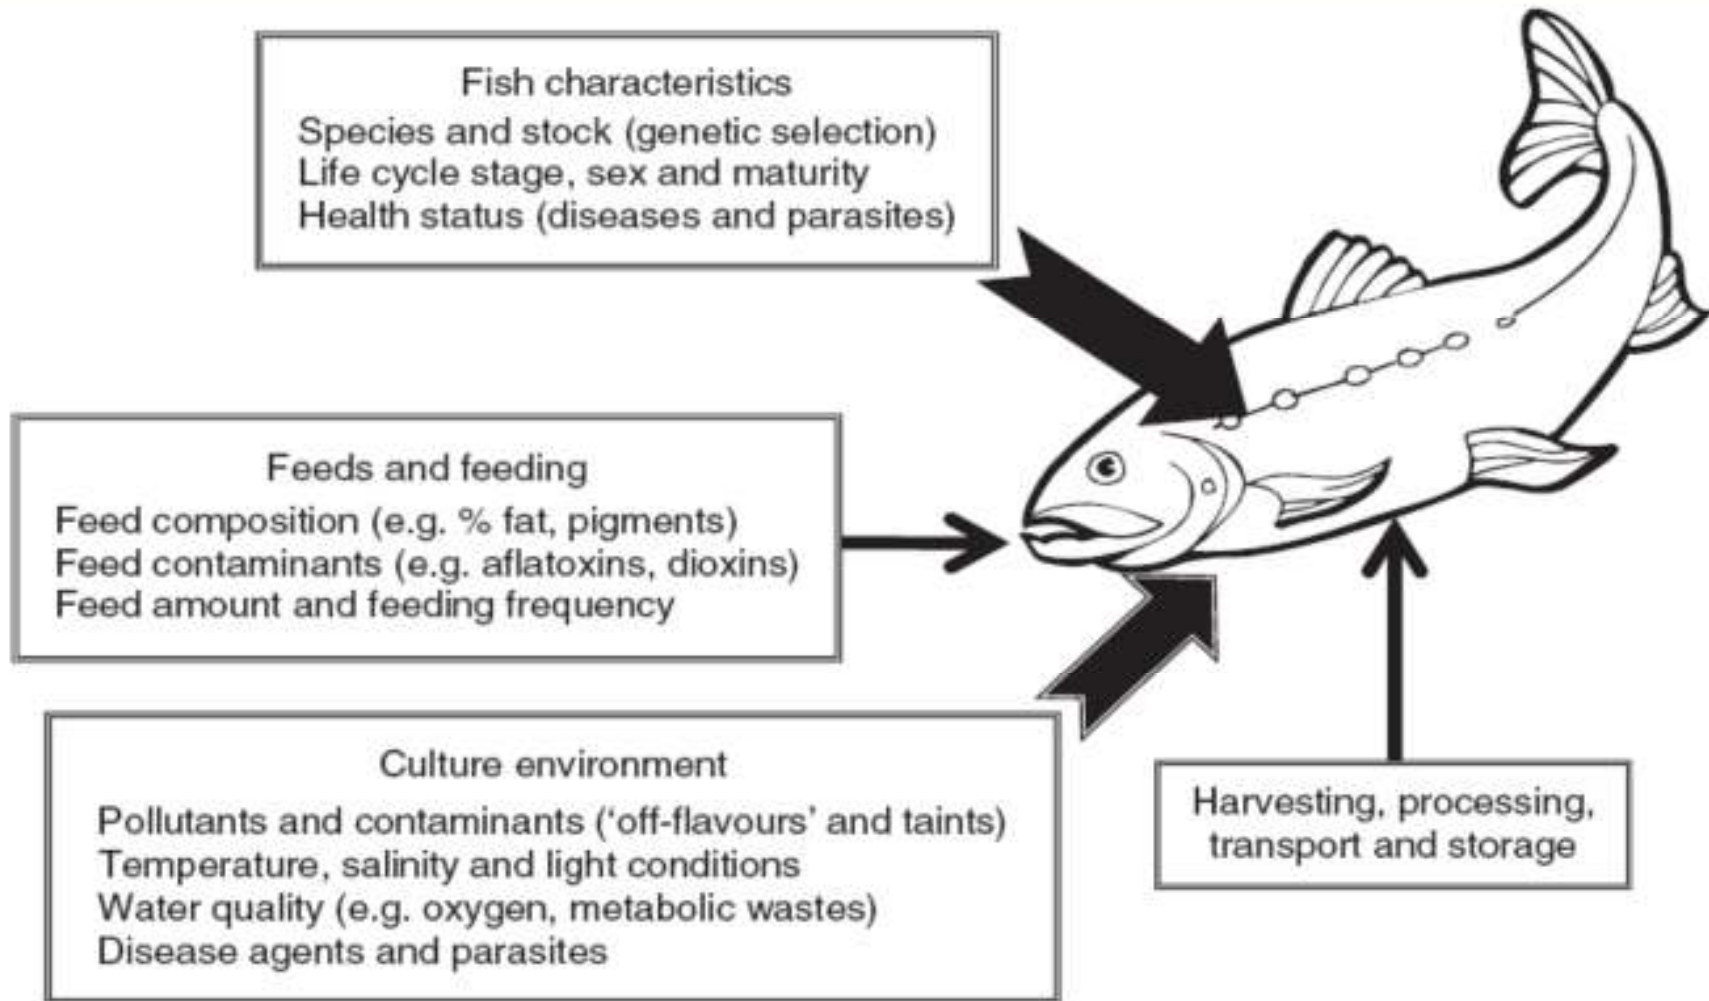 Fish characteristics
Species and stock (genetic selection)
Life cycle stage, sex and maturity
Health status (diseases and parasites)
Feeds and feeding
Feed composition (e.g. % fat, pigments)
Feed contaminants (e.g. aflatoxins, dioxins)
Feed amount and feeding frequency
Culture environment
Pollutants and contaminants (‘off-flavours’ and taints)
Temperature, salinity and light conditions
Water quality (e.g. oxygen, metabolic wastes)
Disease agents and parasites
Harvesting, processing,
transport and storage